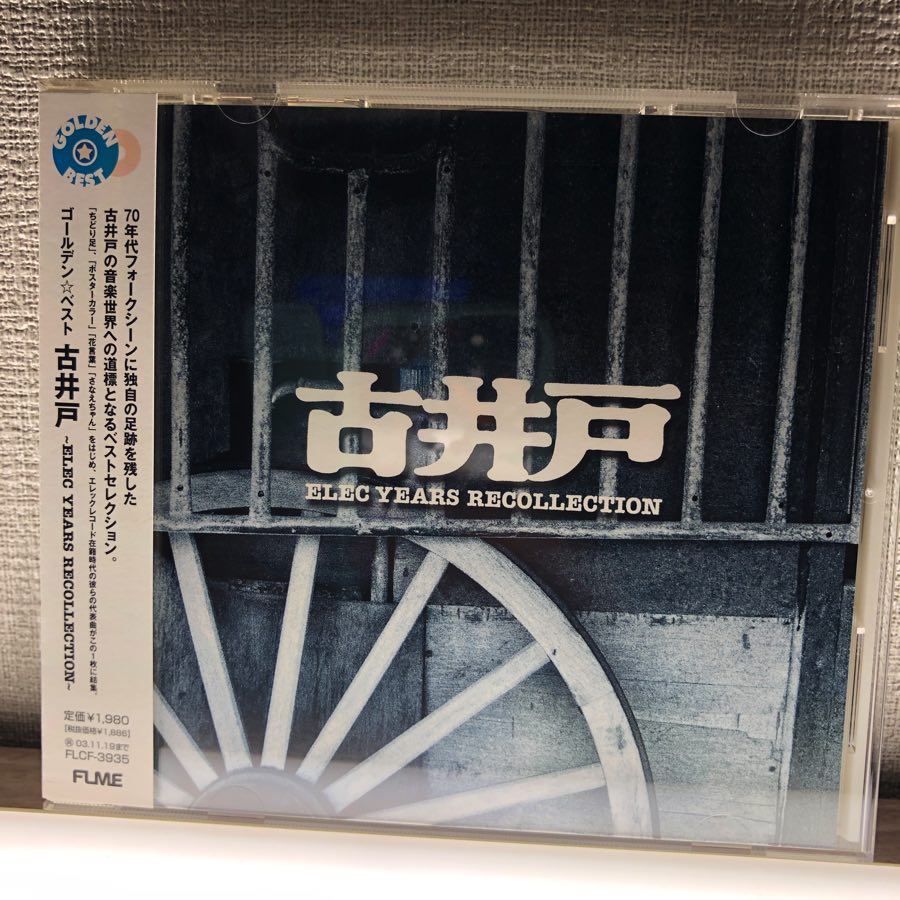 GOLDEN
BEST
70年代フォークシーンに独自の足跡を残した
古井戸の音楽世界への道標となるベストセレクション。
「ちどり足」、「ポスターカラー」「花言葉」「さなえちゃん」をはじめ、エレックレコード在籍時代の彼らの代表曲がこの1枚に総集。
ゴールデン☆ベスト 古井戸 ~ELEC YEARS RECOLLECTION~
定価¥1,980
[税抜価格¥1,886]
Ⓡ03.11.19まで
FLCF-3935
FLME
古井戸
ELEC YEARS RECOLLECTION